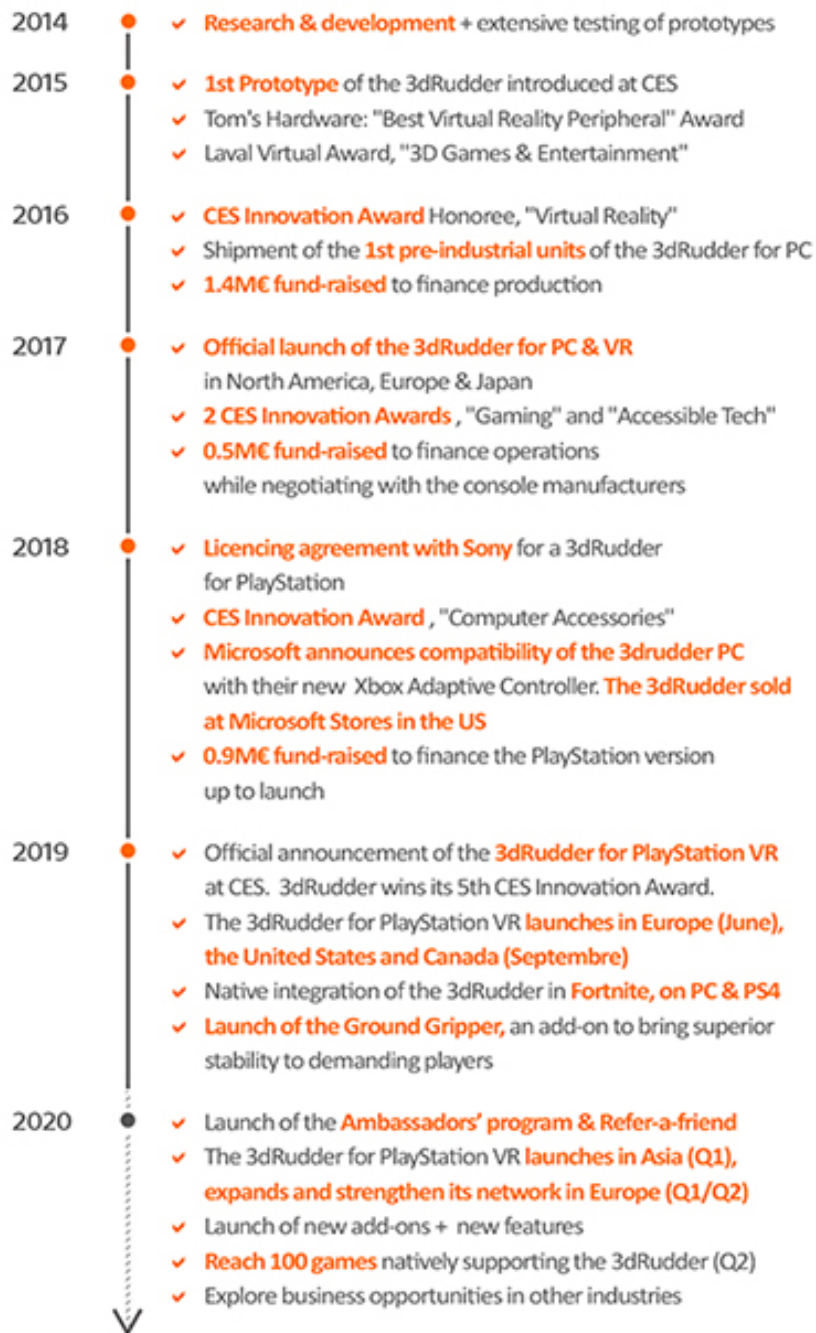 2014
Research & development + extensive testing of prototypes
2015
1st Prototype of the 3dRudder introduced at CES
Tom's Hardware: "Best Virtual Reality Peripheral" Award
Laval Virtual Award, "3D Games & Entertainment"
2016
CES Innovation Award Honoree, "Virtual Reality"
Shipment of the 1st pre-industrial units of the 3dRudder for PC
1.4M€ fund-raised to finance production
2017
Official launch of the 3dRudder for PC & VR
in North America, Europe & Japan
2 CES Innovation Awards , "Gaming" and "Accessible Tech"
0.5M€ fund-raised to finance operations
while negotiating with the console manufacturers
2018
Licencing agreement with Sony for a 3dRudder
for PlayStation
CES Innovation Award , "Computer Accessories"
Microsoft announces compatibility of the 3drudder PC
with their new Xbox Adaptive Controller. The 3dRudder sold
at Microsoft Stores in the US
0.9M€ fund-raised to finance the PlayStation version
up to launch
2019
Official announcement of the 3dRudder for PlayStation VR
at CES. 3dRudder wins its 5th CES Innovation Award.
The 3dRudder for PlayStation VR launches in Europe (June),
the United States and Canada (Septembre)
Native integration of the 3dRudder in Fortnite, on PC & PS4
Launch of the Ground Gripper, an add-on to bring superior
stability to demanding players
2020
Launch of the Ambassadors' program & Refer-a-friend
The 3dRudder for PlayStation VR launches in Asia (Q1),
expands and strengthen its network in Europe (Q1/Q2)
Launch of new add-ons + new features
Reach 100 games natively supporting the 3dRudder (Q2)
Explore business opportunities in other industries